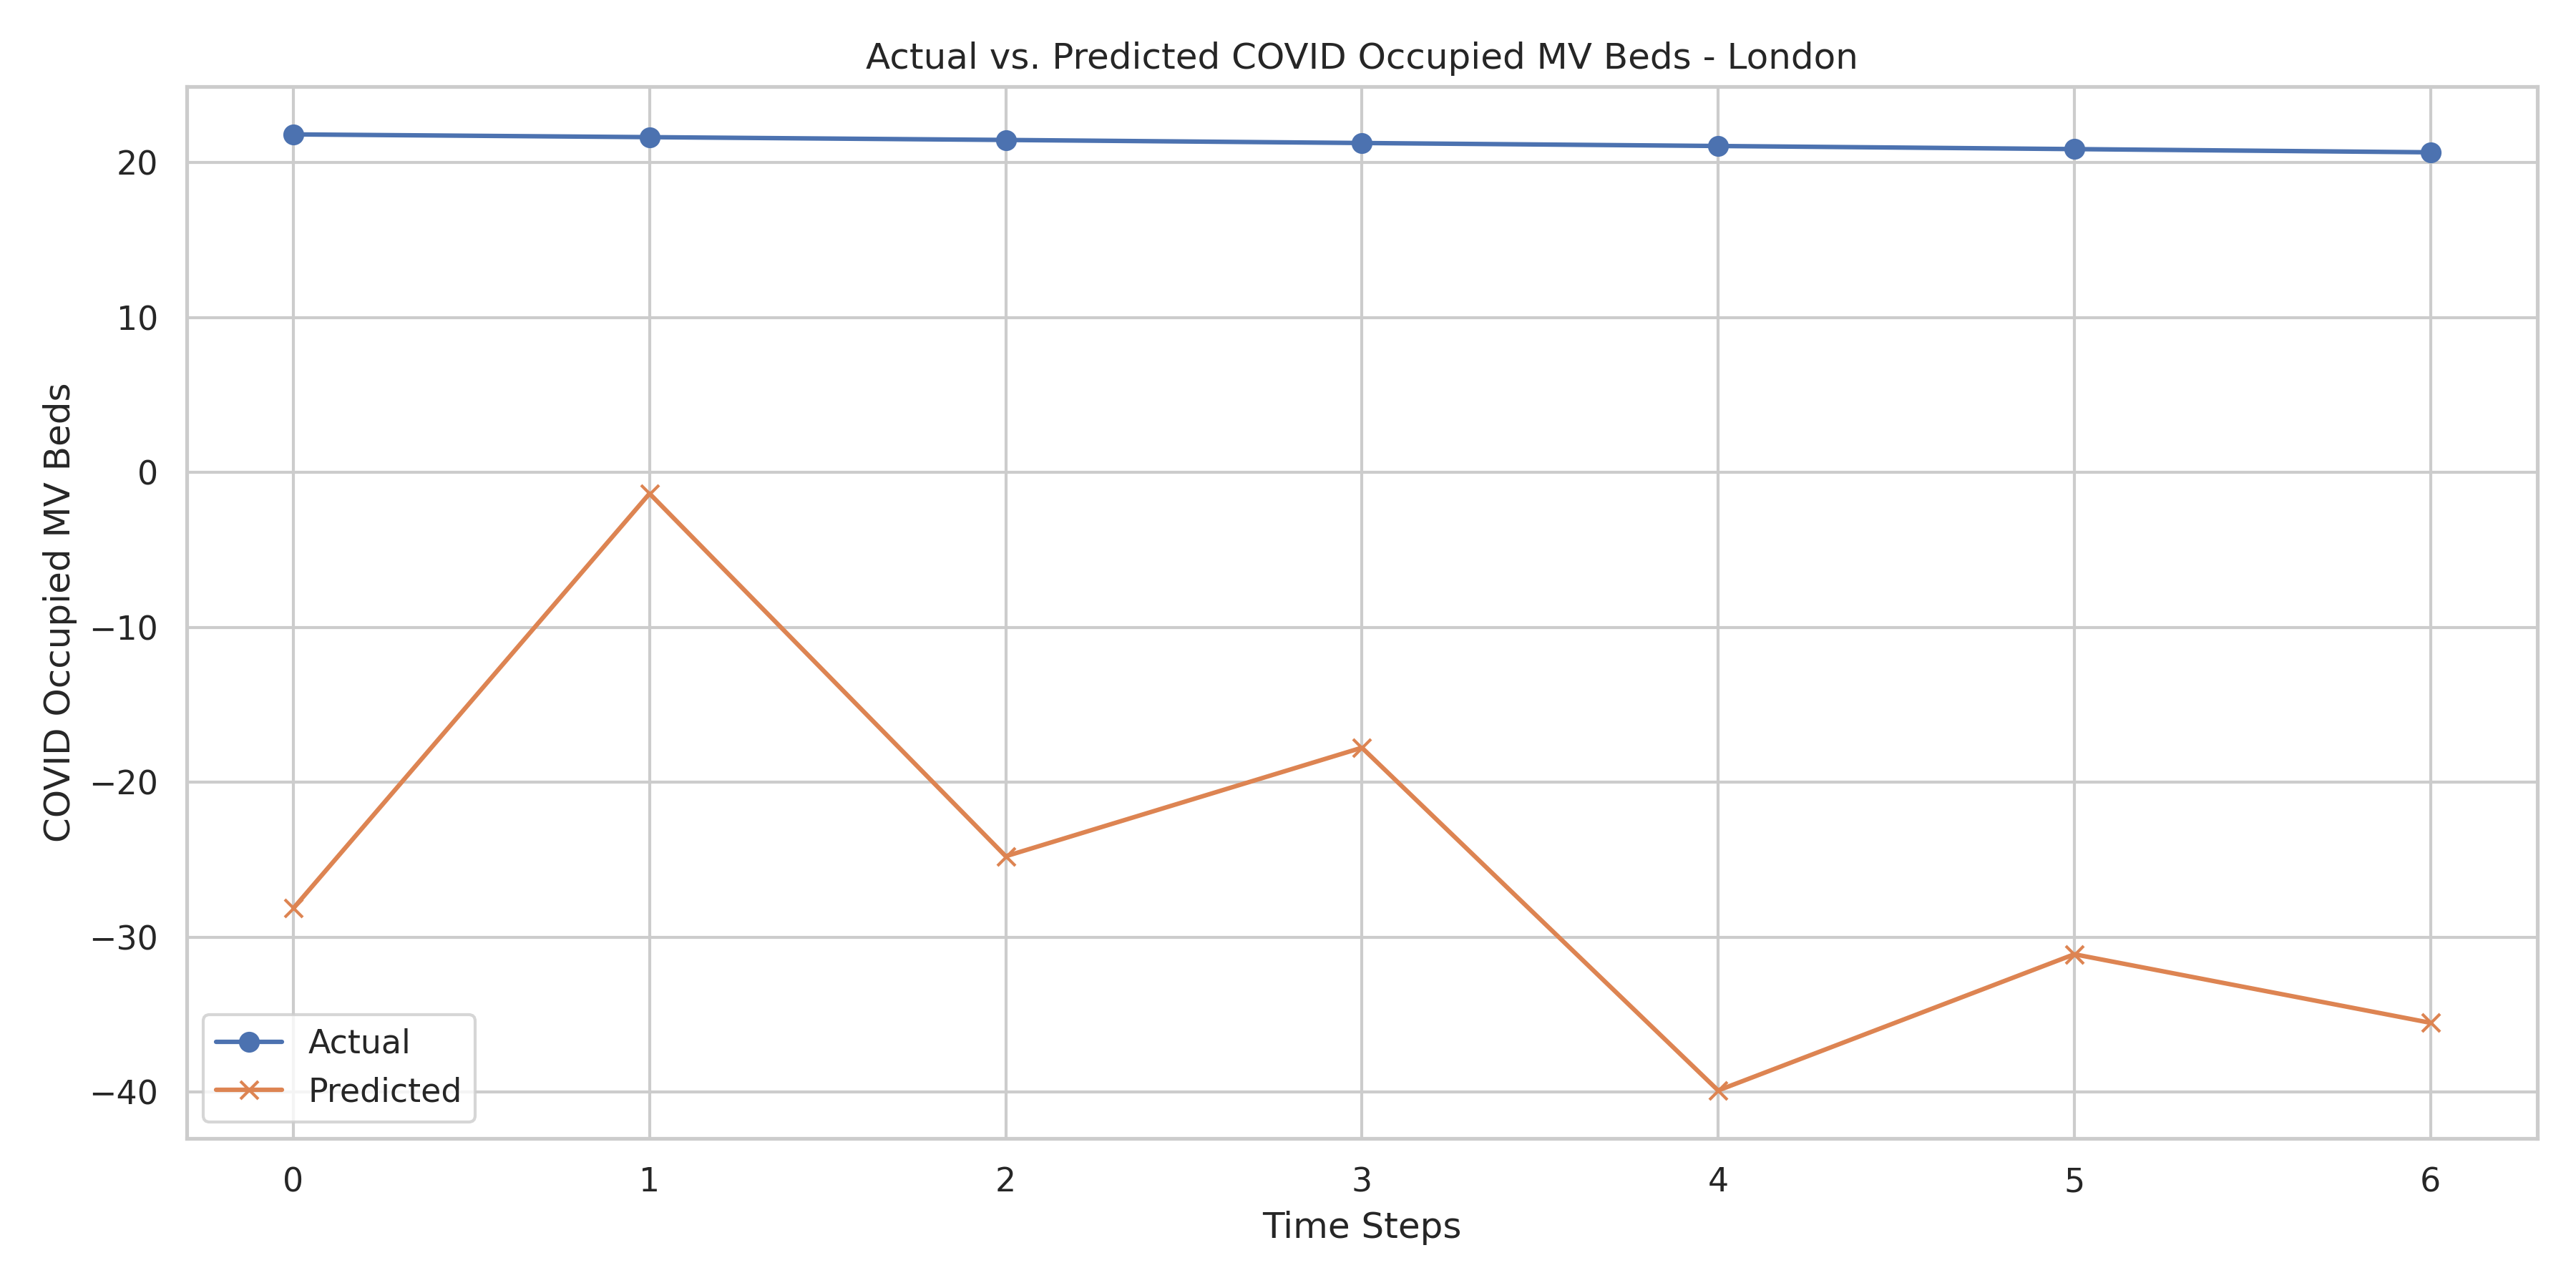 Actual vs. Predicted COVID Occupied MV Beds - London
COVID Occupied MV Beds
20
10
0
−10
−20
−30
−40
Actual
Predicted
0 1 2 3 4 5 6
Time Steps